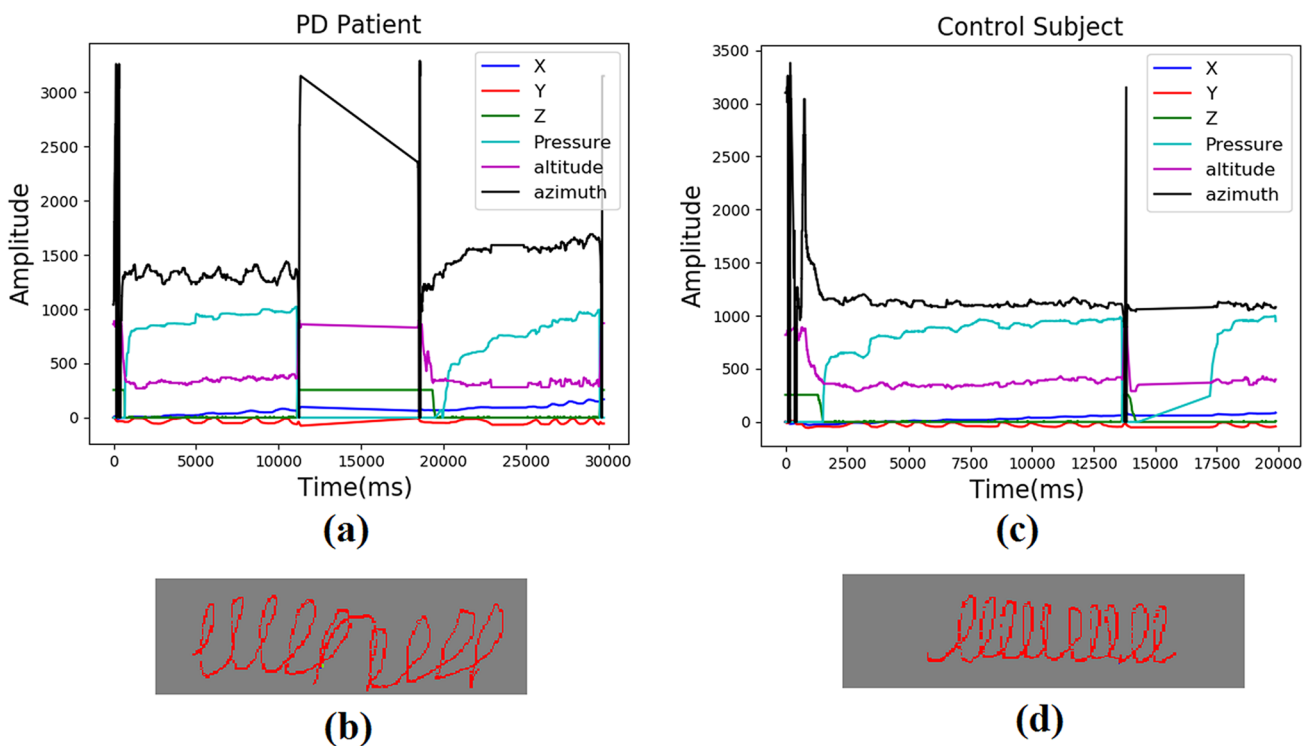 PD Patient
Amplitude
3000
2500
2000
1500
1000
500
0
X
Y
Z
Pressure
altitude
azimuth
0 5000 10000 15000 20000 25000 30000
Time(ms)
(a)
(b)
Control Subject
Amplitude
3500
3000
2500
2000
1500
1000
500
0
X
Y
Z
Pressure
altitude
azimuth
0 2500 5000 7500 10000 12500 15000 17500 20000
Time(ms)
(c)
(d)